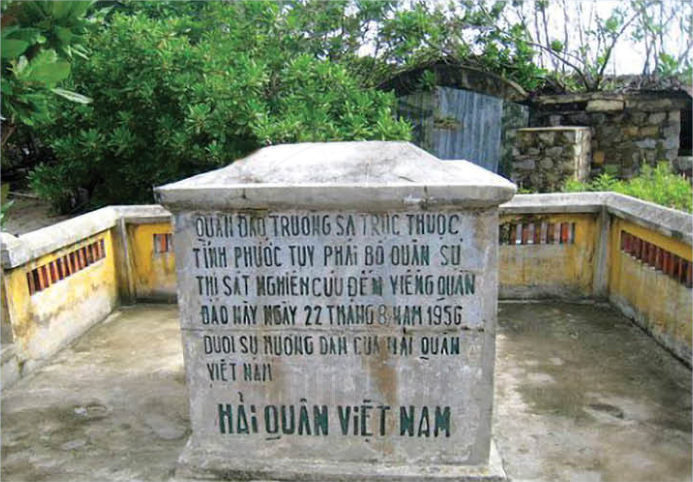 QUẦN ĐẢO TRƯỜNG SA TRỰC THUỘC
TỈNH PHƯỚC TUY PHÁI BỘ QUÂN SỰ
THỊ SÁT NGHIÊN CỨU ĐẾN VIẾNG QUẦN
ĐẢO NÀY NGÀY 22 THÁNG 8 NĂM 1956
DƯỚI SỰ HƯỚNG DẪN CỦA HẢI QUÂN
VIỆT NAM
HẢI QUÂN VIỆT NAM